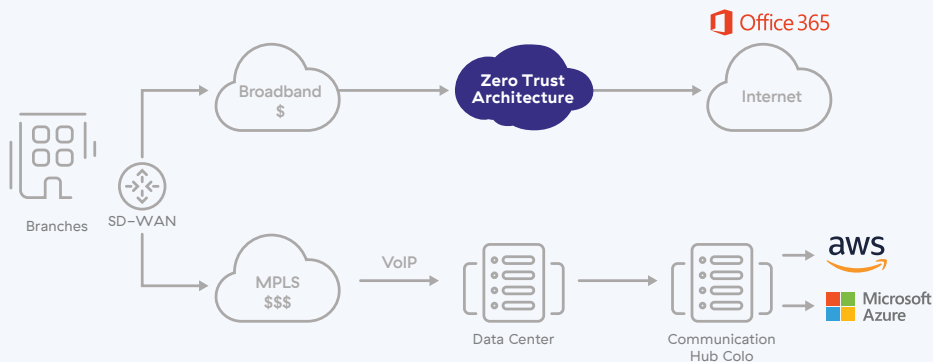 Office 365
Broadband
$
Zero Trust
Architecture
Internet
Branches
SD-WAN
MPLS
$$$
VoIP
Data Center
Communication
Hub Colo
aws
Microsoft
Azure